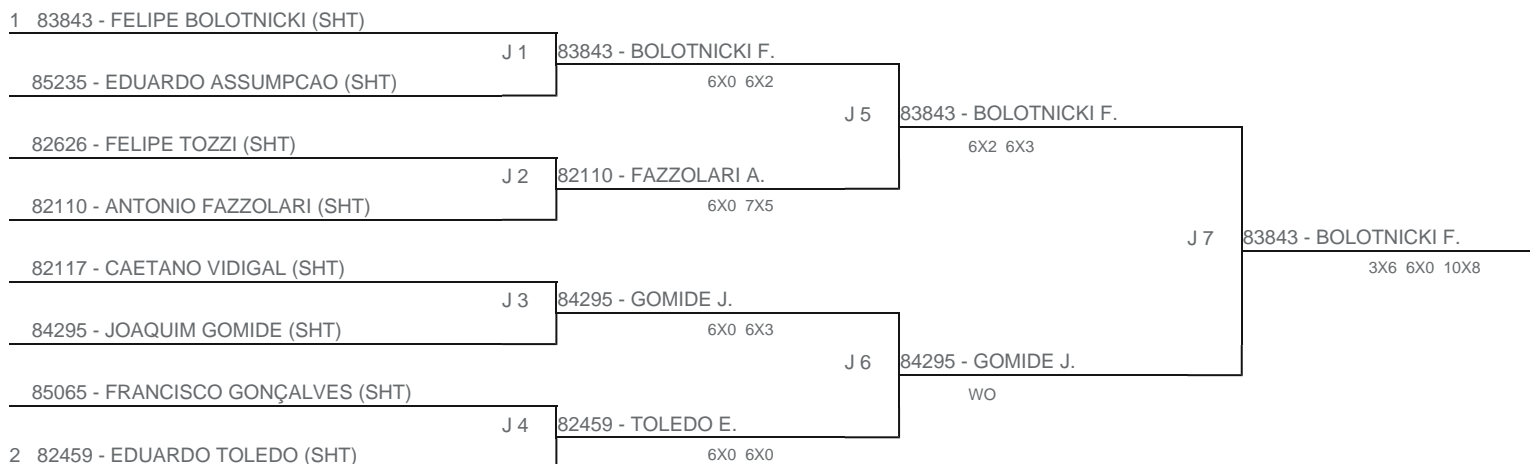 1 83843 - FELIPE BOLOTNICKI (SHT)
J 1 83843 - BOLOTNICKI F.
85235 - EDUARDO ASSUMPCAO (SHT) 6X0 6X2
J 5 83843 - BOLOTNICKI F.
82626 - FELIPE TOZZI (SHT) 6X2 6X3
J 2 82110 - FAZZOLARI A.
82110 - ANTONIO FAZZOLARI (SHT) 6X0 7X5
J 7 83843 - BOLOTNICKI F.
82117 - CAETANO VIDIGAL (SHT) 3X6 6X0 10X8
J 3 84295 - GOMIDE J.
84295 - JOAQUIM GOMIDE (SHT) 6X0 6X3
J 6 84295 - GOMIDE J.
85065 - FRANCISCO GONÇALVES (SHT) WO
J 4 82459 - TOLEDO E.
2 82459 - EDUARDO TOLEDO (SHT) 6X0 6X0